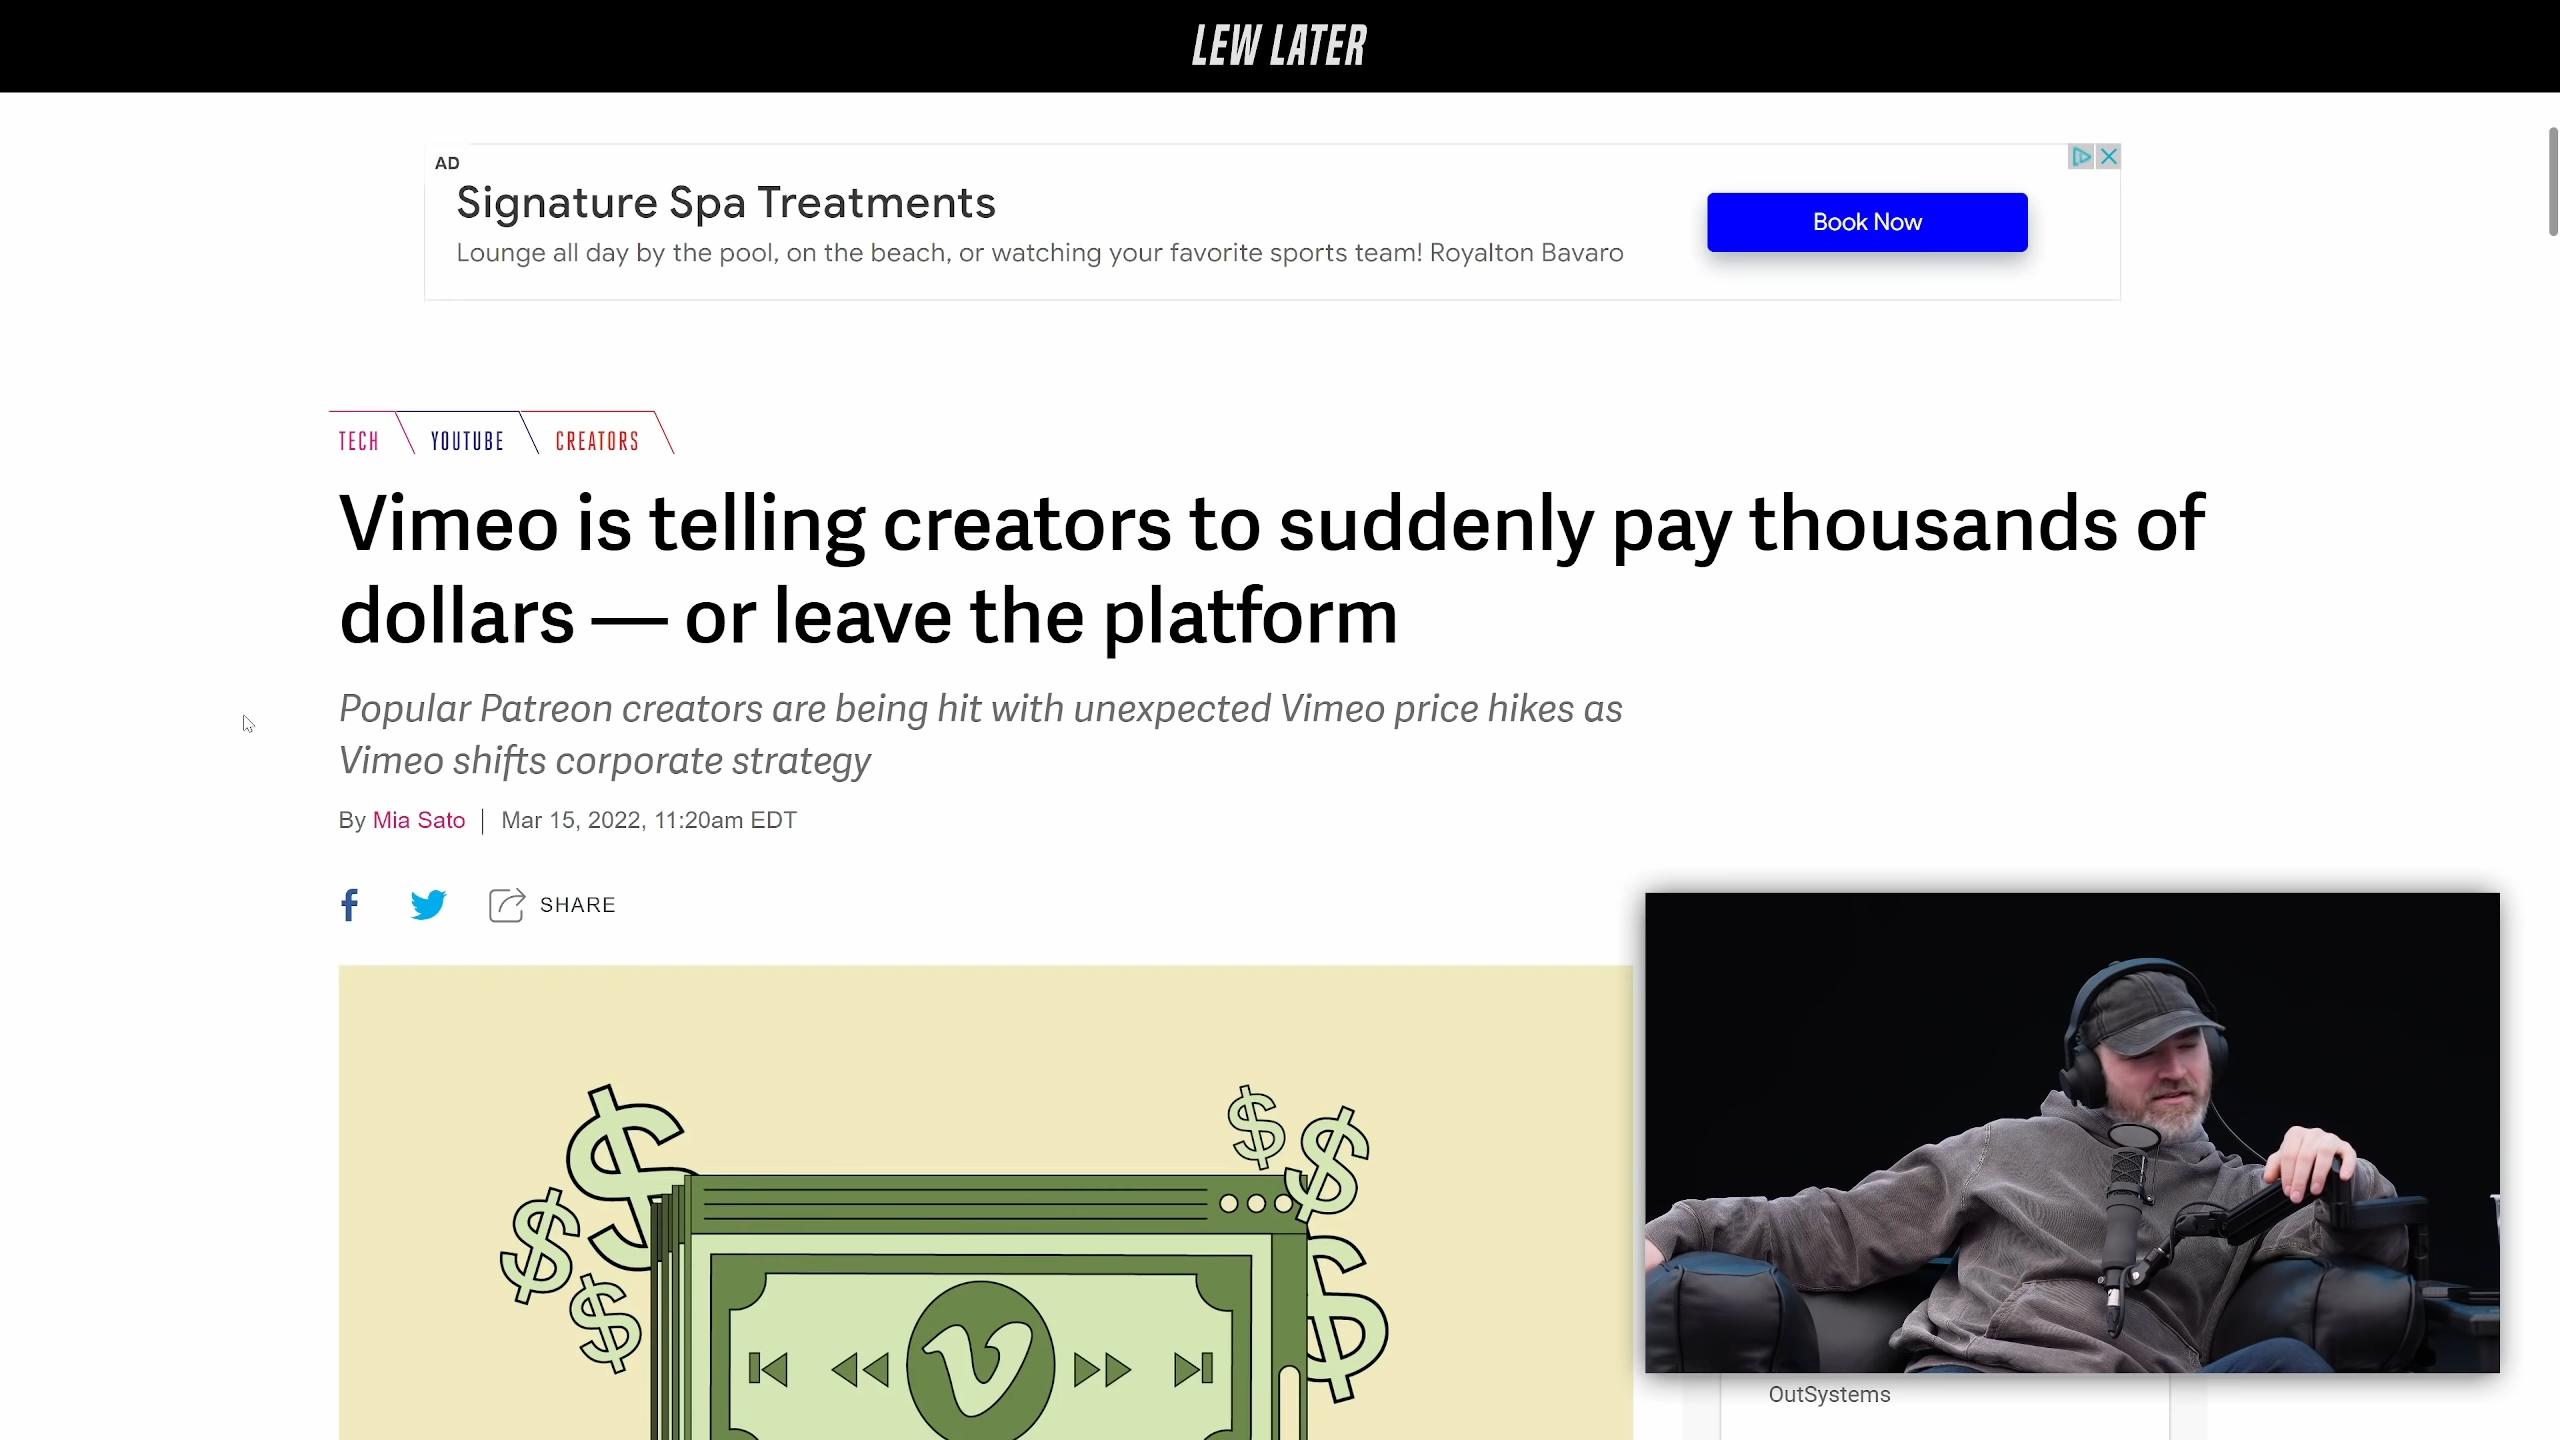 LEW LATER
AD
Signature Spa Treatments
Lounge all day by the pool, on the beach, or watching your favorite sports team! Royalton Bavaro
Book Now
TECH
YOUTUBE
CREATORS
Vimeo is telling creators to suddenly pay thousands of
dollars — or leave the platform
Popular Patreon creators are being hit with unexpected Vimeo price hikes as
Vimeo shifts corporate strategy
By Mia Sato | Mar 15, 2022, 11:20am EDT
SHARE
OutSystems